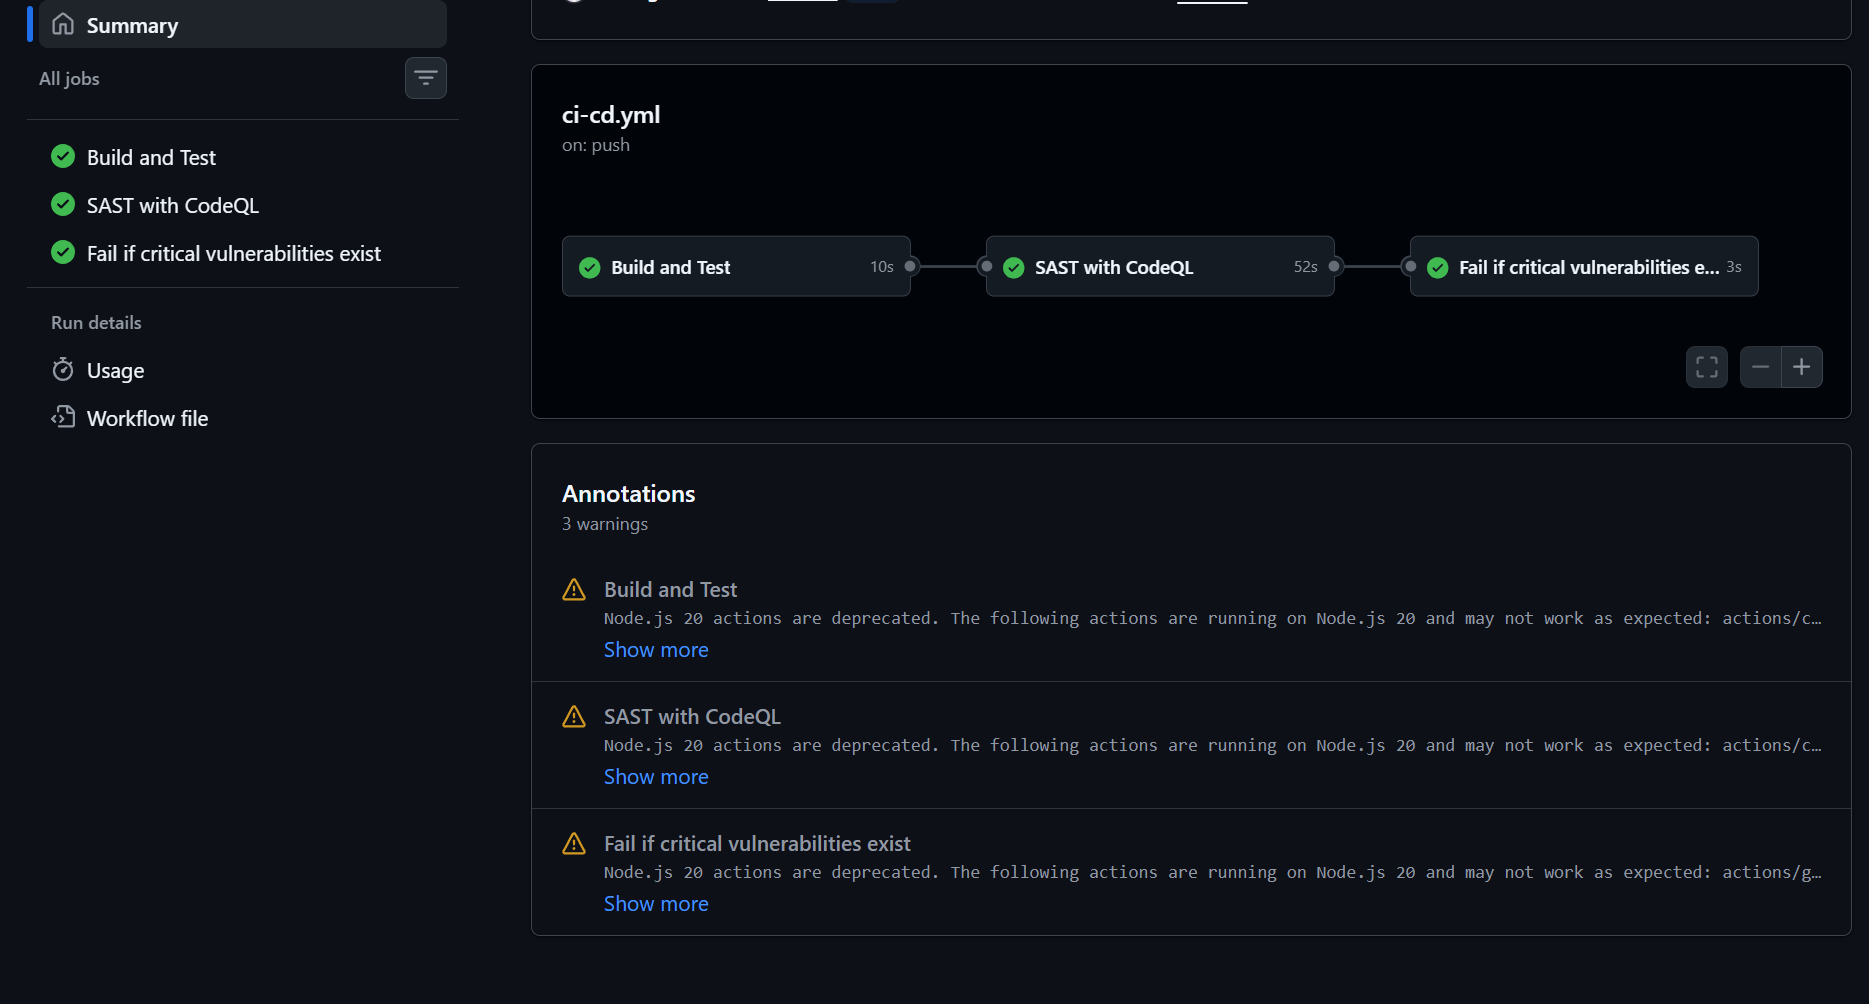 Summary
All jobs
Build and Test
SAST with CodeQL
Fail if critical vulnerabilities exist
Run details
Usage
Workflow file
ci-cd.yml
on: push
Build and Test 10s
SAST with CodeQL 52s
Fail if critical vulnerabilities e... 3s
Annotations
3 warnings
Build and Test
Node.js 20 actions are deprecated. The following actions are running on Node.js 20 and may not work as expected: actions/c…
Show more
SAST with CodeQL
Node.js 20 actions are deprecated. The following actions are running on Node.js 20 and may not work as expected: actions/c…
Show more
Fail if critical vulnerabilities exist
Node.js 20 actions are deprecated. The following actions are running on Node.js 20 and may not work as expected: actions/g…
Show more